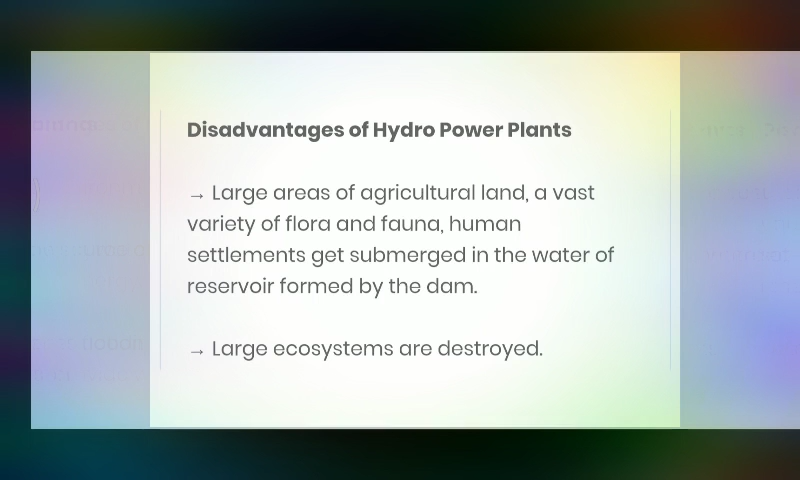 Disadvantages of Hydro Power Plants
→ Large areas of agricultural land, a vast
variety of flora and fauna, human
settlements get submerged in the water of
reservoir formed by the dam.
→ Large ecosystems are destroyed.